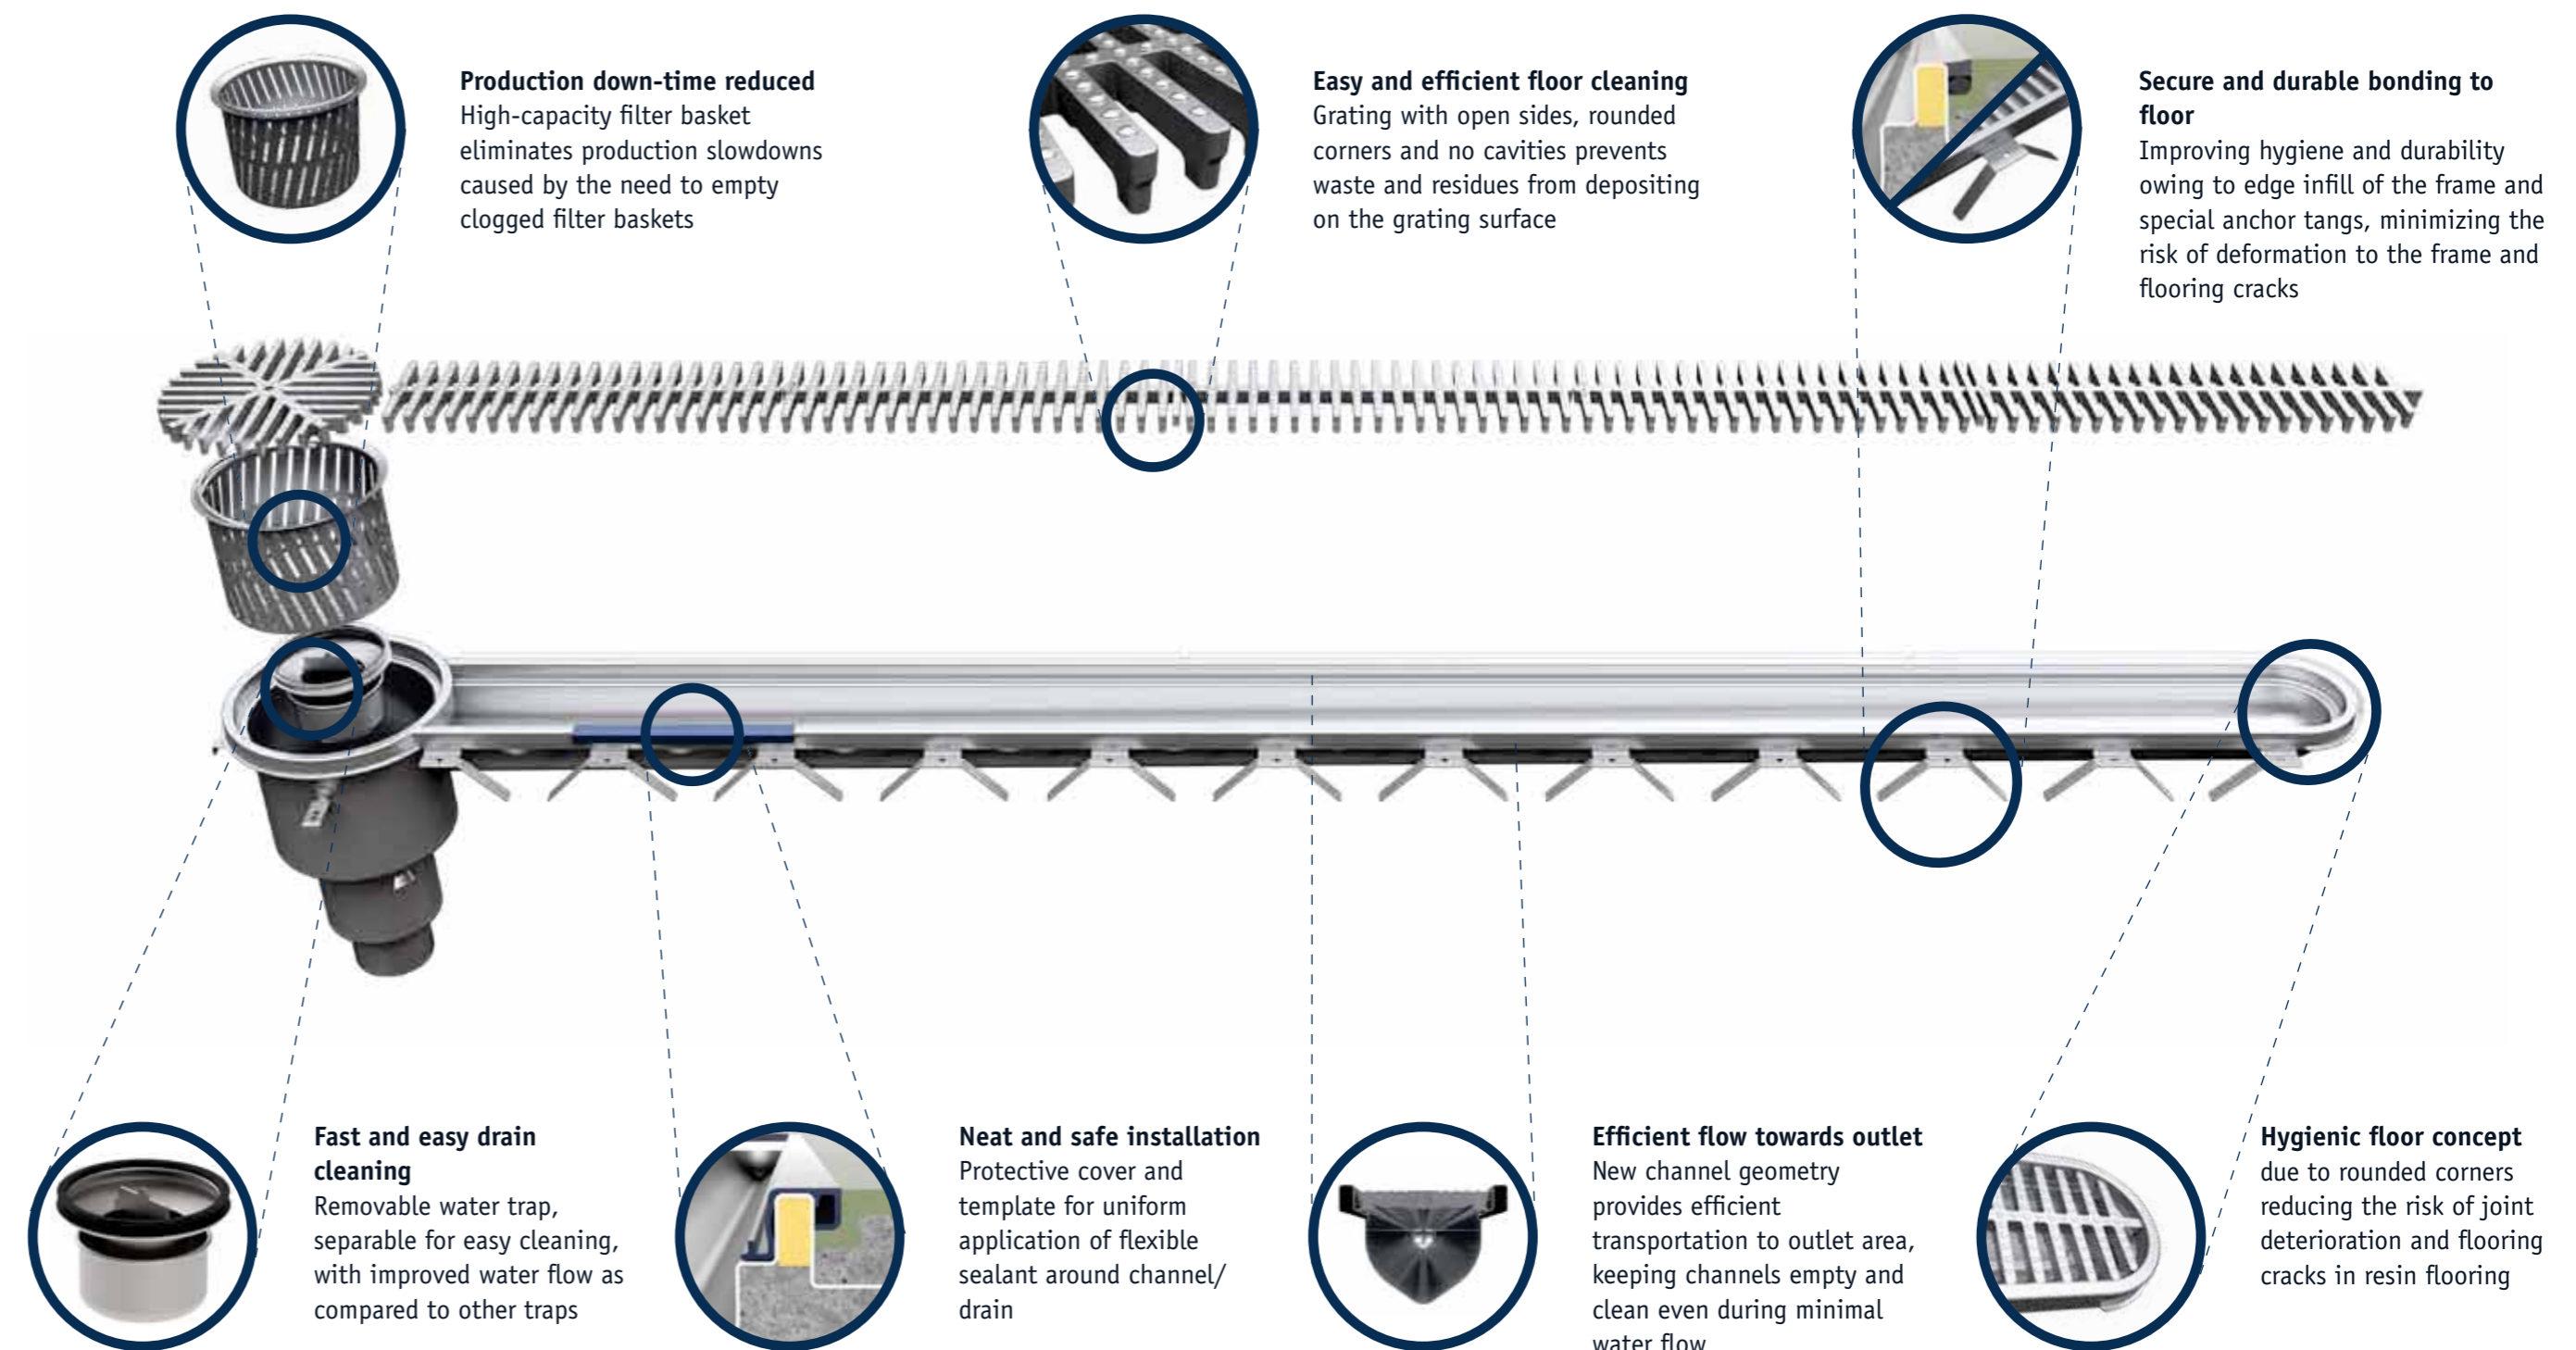 Production down-time reduced
High-capacity filter basket
eliminates production slowdowns
caused by the need to empty
clogged filter baskets
Easy and efficient floor cleaning
Grating with open sides, rounded
corners and no cavities prevents
waste and residues from depositing
on the grating surface
Secure and durable bonding to
floor
Improving hygiene and durability
owing to edge infill of the frame and
special anchor tangs, minimizing the
risk of deformation to the frame and
flooring cracks
Fast and easy drain
cleaning
Removable water trap,
separable for easy cleaning,
with improved water flow as
compared to other traps
Neat and safe installation
Protective cover and
template for uniform
application of flexible
sealant around channel/
drain
Efficient flow towards outlet
New channel geometry
provides efficient
transportation to outlet area,
keeping channels empty and
clean even during minimal
water flow
Hygienic floor concept
due to rounded corners
reducing the risk of joint
deterioration and flooring
cracks in resin flooring